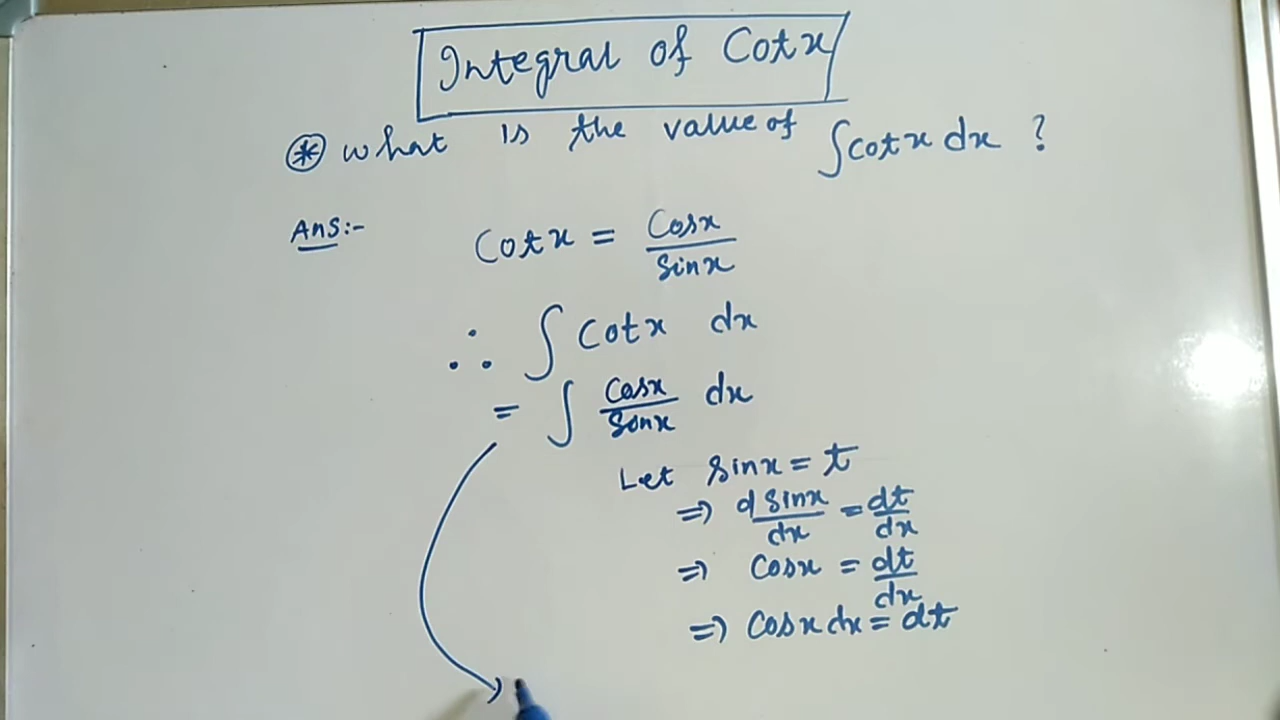 Integral of Cotx
⊛ What is the value of ∫cotx dx ?
Ans:- Cotx = Cosx/sinx
∴ ∫ Cotx dx
= ∫ Cosx/Sinx dx
Let sinx = t
⇒ d sinx/dx = dt/dx
⇒ Cosx = dt/dx
⇒ Cosx dx = dt